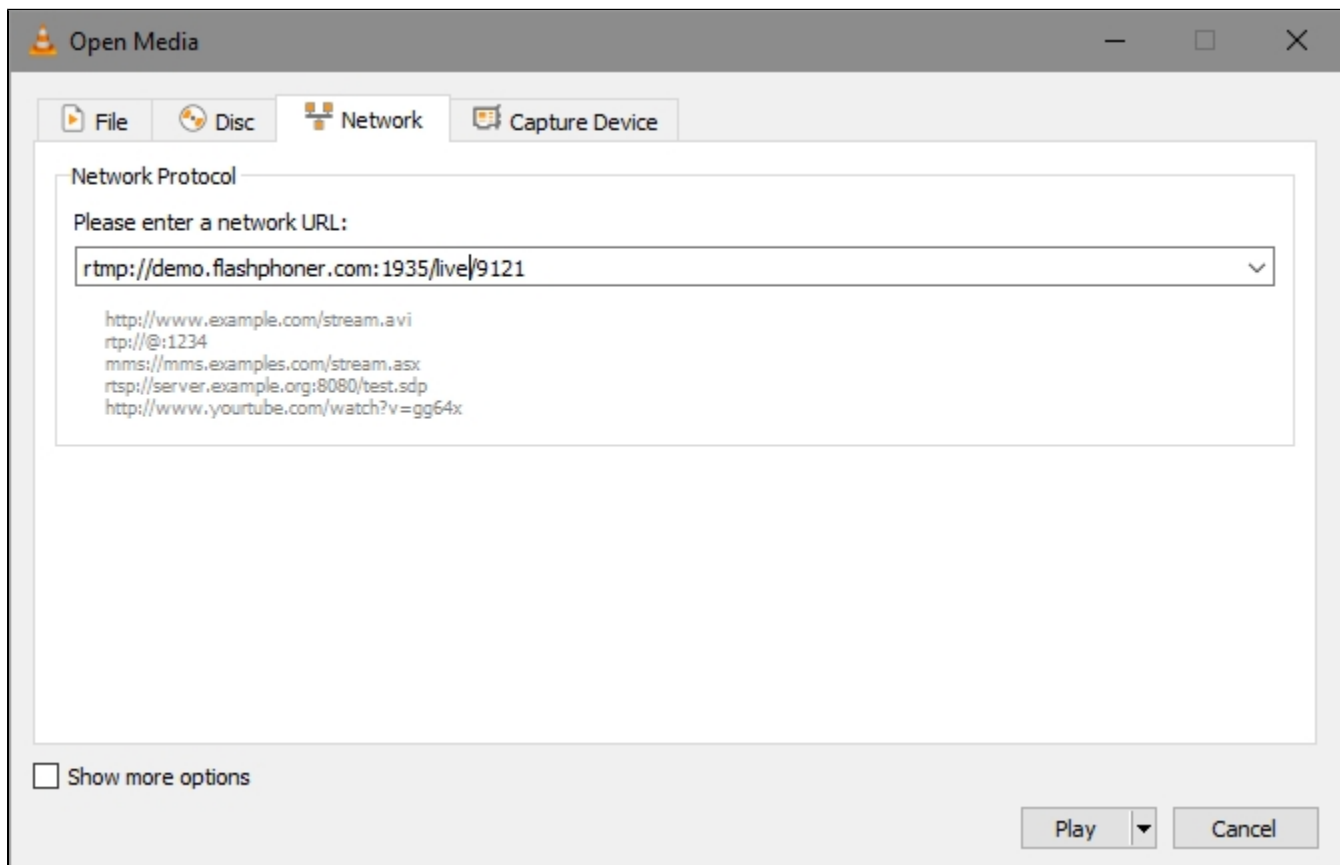 Open Media
File Disc Network Capture Device
Network Protocol
Please enter a network URL:
rtmp://demo.flashphoner.com:1935/live/9121
http://www.example.com/stream.avi
rtp://@:1234
mms://mms.examples.com/stream.asx
rtsp://server.example.org:8080/test.sdp
http://www.yourtube.com/watch?v=gg64x
Show more options
Play Cancel